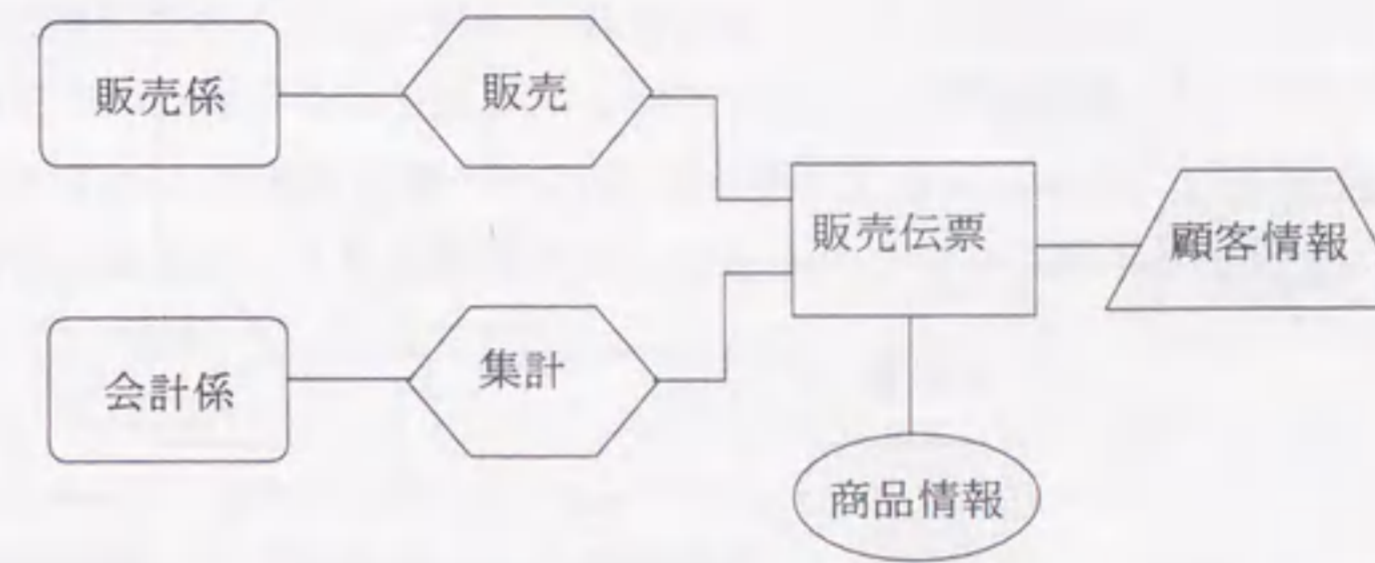 販売係
販売
販売伝票
顧客情報
会計係
集計
商品情報